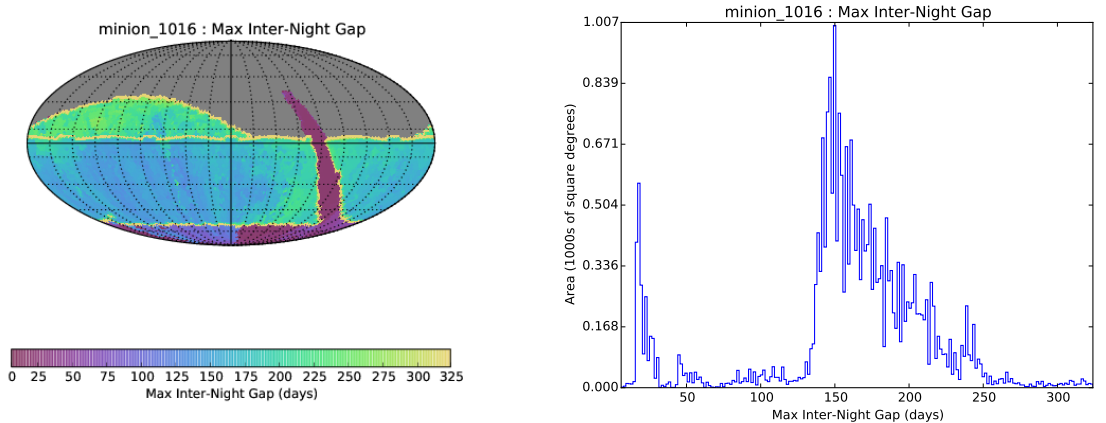 minion_1016 : Max Inter-Night Gap
0 25 50 75 100 125 150 175 200 225 250 275 300 325
Max Inter-Night Gap (days)
minion_1016 : Max Inter-Night Gap
1.007
0.839
0.671
0.504
0.336
0.168
0.000
Area (1000s of square degrees)
50 100 150 200 250 300
Max Inter-Night Gap (days)